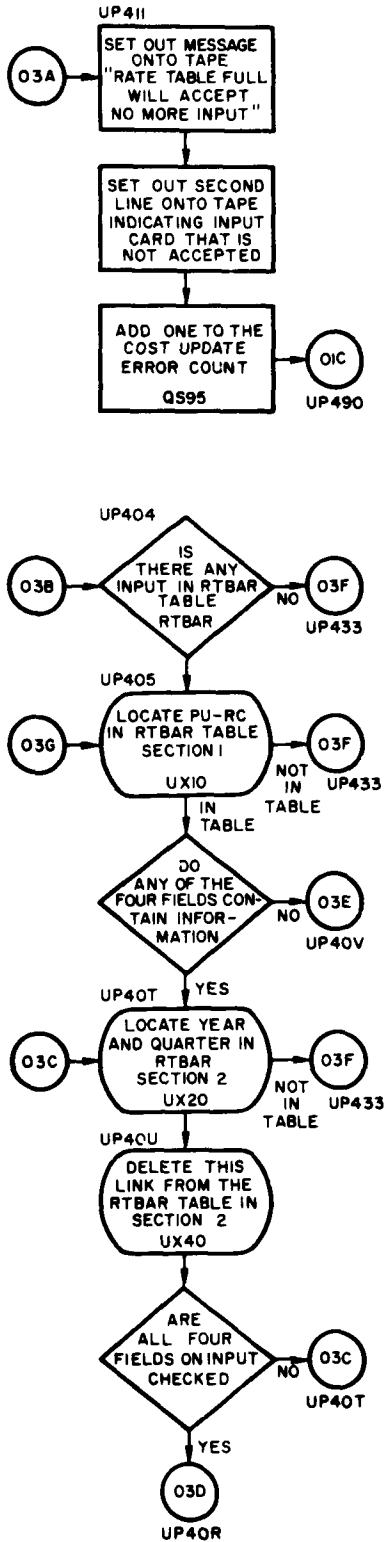 UP411
03A
SET OUT MESSAGE
ONTO TAPE
"RATE TABLE FULL
WILL ACCEPT
NO MORE INPUT"
SET OUT SECOND
LINE ONTO TAPE
INDICATING INPUT
CARD THAT IS
NOT ACCEPTED
ADD ONE TO THE
COST UPDATE
ERROR COUNT
QS95
01C
UP490
UP404
03B
IS
THERE ANY
INPUT IN RTBAR
TABLE
RTBAR
NO
03F
UP433
UP405
03G
LOCATE PU-RC
IN RTBAR TABLE
SECTION 1
UX10
03F
UP433
NOT
IN
TABLE
IN
TABLE
DO
ANY OF THE
FOUR FIELDS CON-
TAIN INFOR-
MATION
NO
03E
UP40V
YES
UP40T
03C
LOCATE YEAR
AND QUARTER IN
RTBAR
SECTION 2
UX20
03F
UP433
NOT
IN
TABLE
UP40U
DELETE THIS
LINK FROM THE
RTBAR TABLE IN
SECTION 2
UX40
ARE
ALL FOUR
FIELDS ON INPUT
CHECKED
NO
03C
UP40T
YES
03D
UP40R